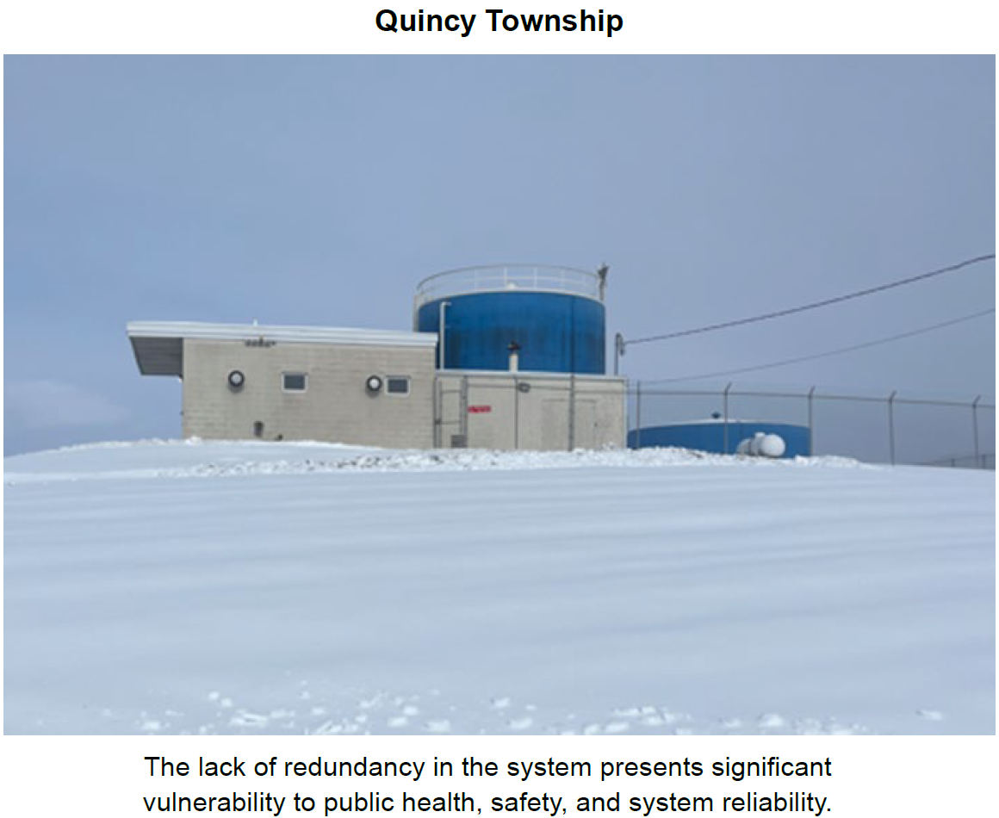 Quincy Township
The lack of redundancy in the system presents significant
vulnerability to public health, safety, and system reliability.